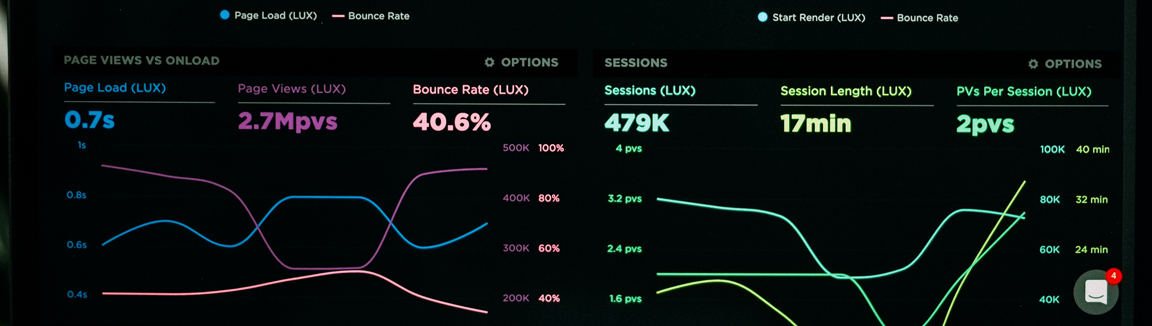 Page Load (LUX) Bounce Rate
Start Render (LUX) Bounce Rate
PAGE VIEWS VS ONLOAD OPTIONS
Page Load (LUX) Page Views (LUX) Bounce Rate (LUX)
0.7s 2.7Mpvs 40.6%
1s 500K 100%
0.8s 400K 80%
0.6s 300K 60%
0.4s 200K 40%
SESSIONS OPTIONS
Sessions (LUX) Session Length (LUX) PVs Per Session (LUX)
479K 17min 2pvs
4 pvs 100K 40 min
3.2 pvs 80K 32 min
2.4 pvs 60K 24 min
1.6 pvs 40K
4